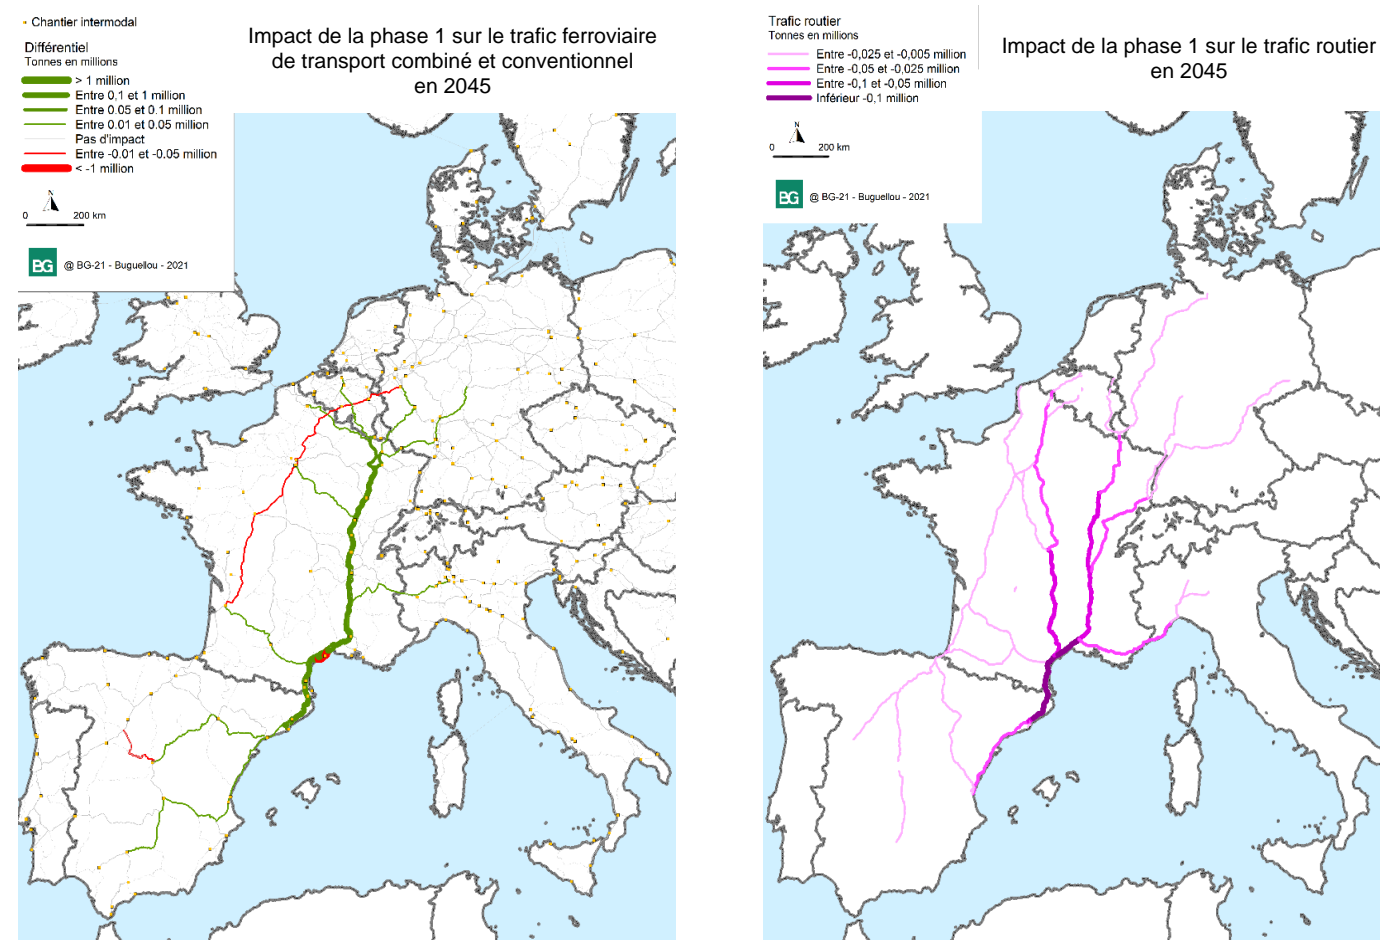 Chantier intermodal
Différentiel
Tonnes en millions
> 1 million
Entre 0,1 et 1 million
Entre 0.05 et 0.1 million
Entre 0.01 et 0.05 million
Pas d'impact
Entre -0.01 et -0.05 million
< -1 million
N
0 200 km
BG @ BG-21 - Buguellou - 2021
Impact de la phase 1 sur le trafic ferroviaire
de transport combiné et conventionnel
en 2045
Trafic routier
Tonnes en millions
Entre -0,025 et -0,005 million
Entre -0,05 et -0,025 million
Entre -0,1 et -0,05 million
Inférieur -0,1 million
N
0 200 km
BG @ BG-21 - Buguellou - 2021
Impact de la phase 1 sur le trafic routier
en 2045